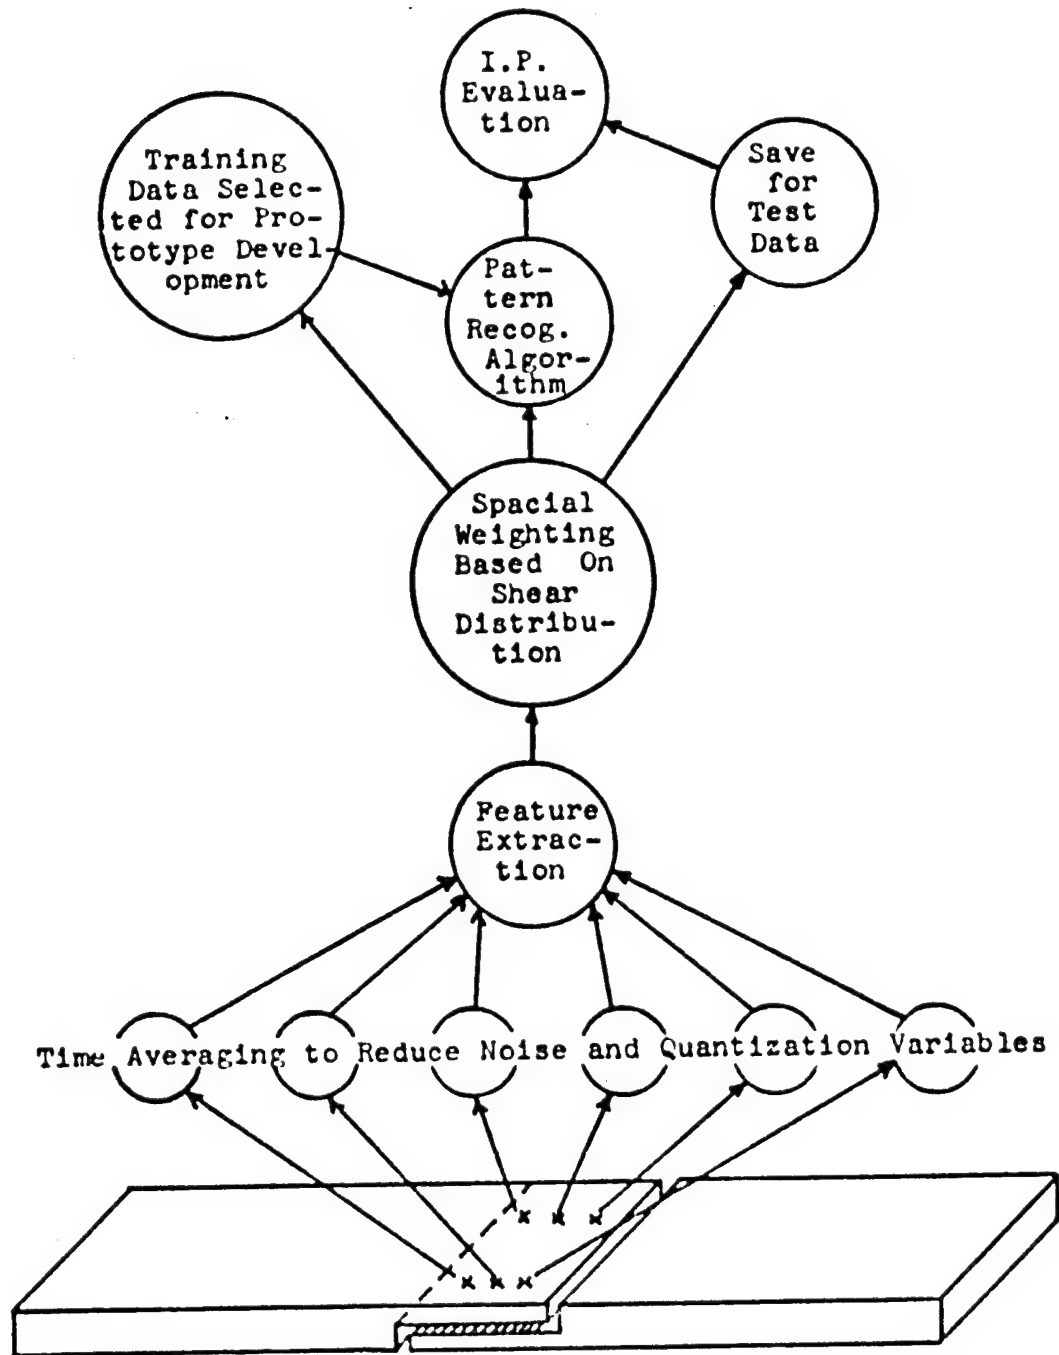 I.P.
Evalua-
tion
Training
Data Selec-
ted for Pro-
totype Devel-
opment
Save
for
Test
Data
Pat-
tern
Recog.
Algor-
ithm
Spacial
Weighting
Based On
Shear
Distribu-
tion
Feature
Extrac-
tion
Time Averaging to Reduce Noise and Quantization Variables